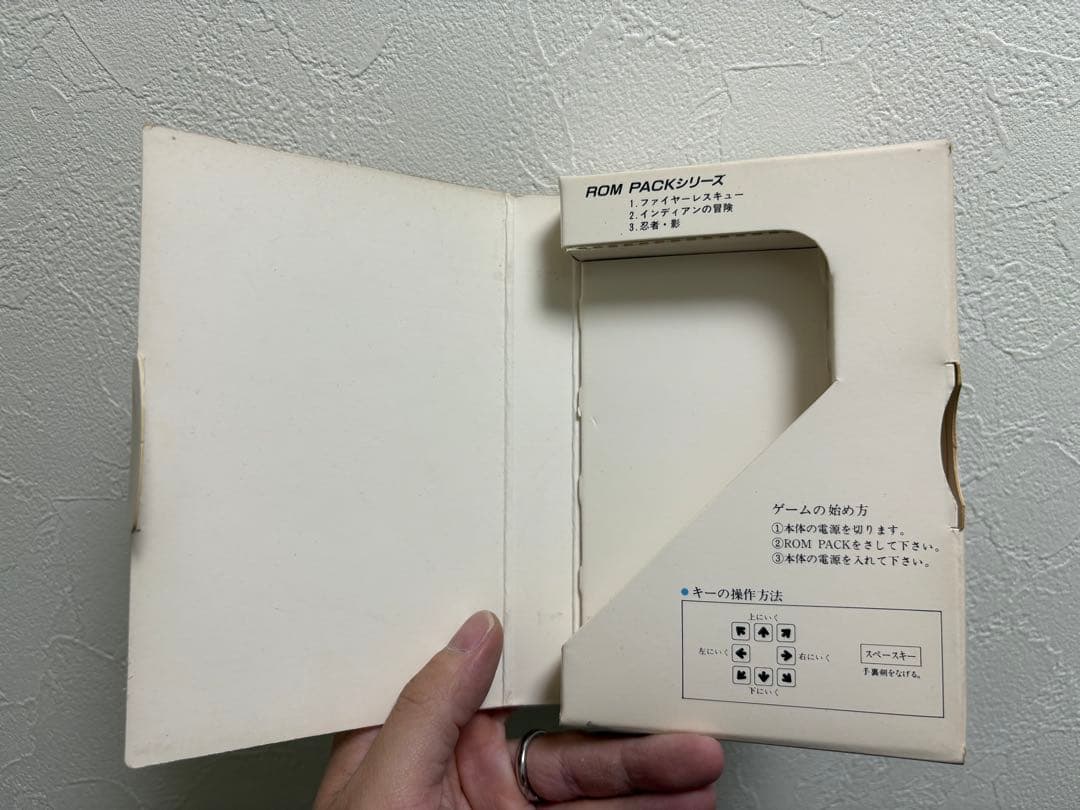 ROM PACKシリーズ
1.ファイヤーレスキュー
2.インディアンの冒険
3.忍者・影
ゲームの始め方
①本体の電源を切ります。
②ROM PACKをさして下さい。
③本体の電源を入れて下さい。
●キーの操作方法
上にいく
左にいく
右にいく
下にいく
スペースキー
手裏剣をなげる。